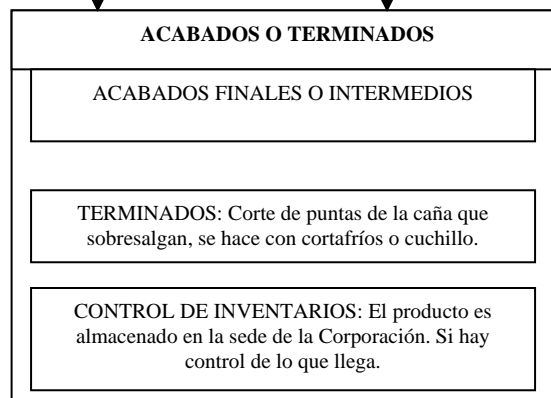 ACABADOS O TERMINADOS
ACABADOS FINALES O INTERMEDIOS
TERMINADOS: Corte de puntas de la caña que
sobresalgan, se hace con cortafríos o cuchillo.
CONTROL DE INVENTARIOS: El producto es
almacenado en la sede de la Corporación. Si hay
control de lo que llega.